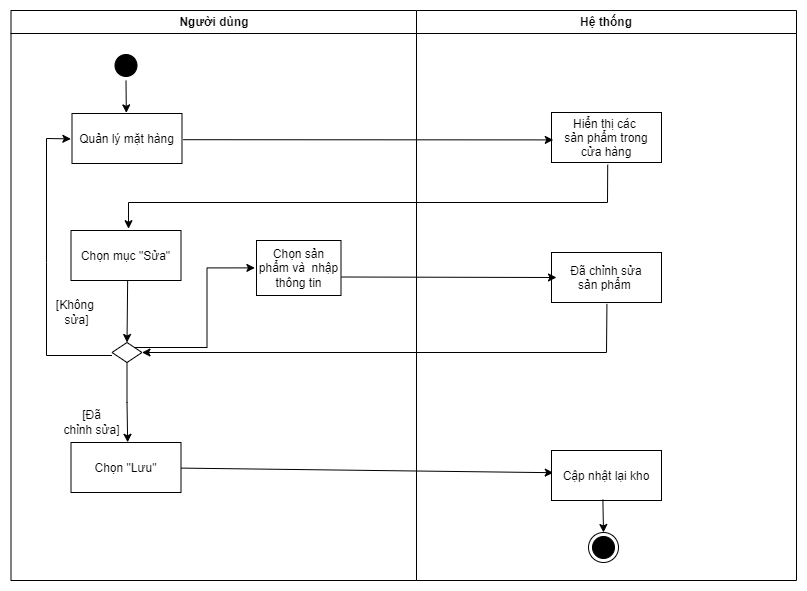 Người dùng
Hệ thống
Quản lý mặt hàng
Hiển thị các
sản phẩm trong
cửa hàng
Chọn mục "Sửa"
Chọn sản
phẩm và nhập
thông tin
Đã chỉnh sửa
sản phẩm
[Không
sửa]
[Đã
chỉnh sửa]
Chọn "Lưu"
Cập nhật lại kho